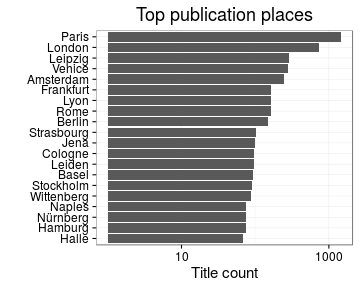 Top publication places
Paris
London
Leipzig
Venice
Amsterdam
Frankfurt
Lyon
Rome
Berlin
Strasbourg
Jena
Cologne
Leiden
Basel
Stockholm
Wittenberg
Naples
Nürnberg
Hamburg
Halle
10
1000
Title count